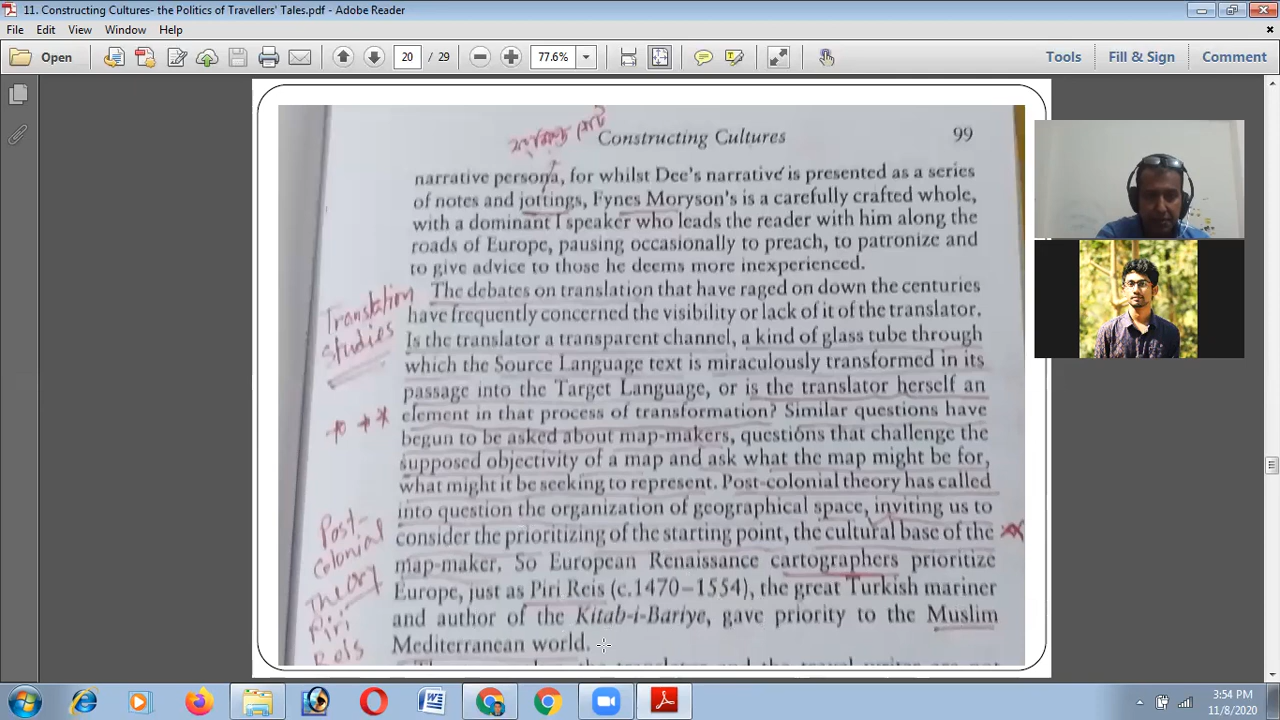 11. Constructing Cultures- the Politics of Travellers' Tales.pdf - Adobe Reader
File Edit View Window Help
Open 20 / 29 77.6% Tools Fill & Sign Comment
Constructing Cultures 99
narrative persona, for whilst Dee's narrative is presented as a series
of notes and jottings, Fynes Moryson's is a carefully crafted whole,
with a dominant I speaker who leads the reader with him along the
roads of Europe, pausing occasionally to preach, to patronize and
to give advice to those he deems more inexperienced.
The debates on translation that have raged on down the centuries
have frequently concerned the visibility or lack of it of the translator.
Is the translator a transparent channel, a kind of glass tube through
which the Source Language text is miraculously transformed in its
passage into the Target Language, or is the translator herself an
element in that process of transformation? Similar questions have
begun to be asked about map-makers, questions that challenge the
supposed objectivity of a map and ask what the map might be for,
what might it be seeking to represent. Post-colonial theory has called
into question the organization of geographical space, inviting us to
consider the prioritizing of the starting point, the cultural base of the
map-maker. So European Renaissance cartographers prioritize
Europe, just as Piri Reis (c.1470–1554), the great Turkish mariner
and author of the Kitab-i-Bariye, gave priority to the Muslim
Mediterranean world.
Translation
Studies
Post-
Colonial
Theory
Piri
Reis
3:54 PM
11/8/2020